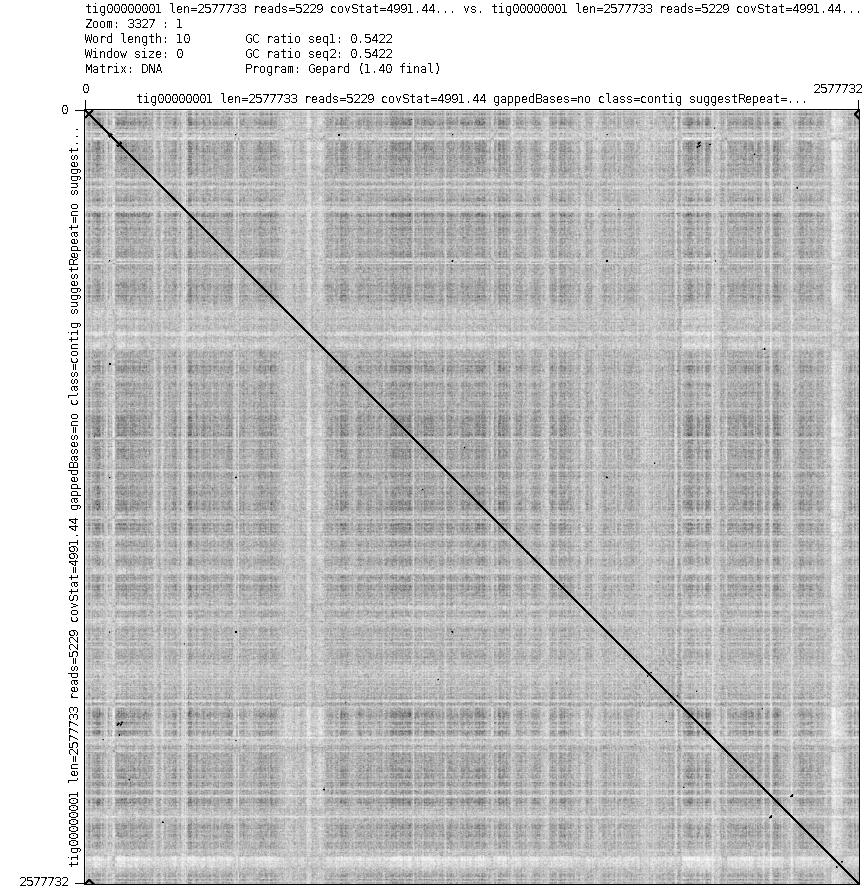 tig00000001 len=2577733 reads=5229 covStat=4991.44... vs. tig00000001 len=2577733 reads=5229 covStat=4991.44...
Zoom: 3327 : 1
Word length: 10 GC ratio seq1: 0.5422
Window size: 0 GC ratio seq2: 0.5422
Matrix: DNA Program: Gepard (1.40 final)
0 2577732
tig00000001 len=2577733 reads=5229 covStat=4991.44 gappedBases=no class=contig suggestRepeat=...
0
tig00000001 len=2577733 reads=5229 covStat=4991.44 gappedBases=no class=contig suggestRepeat=no suggest...
2577732